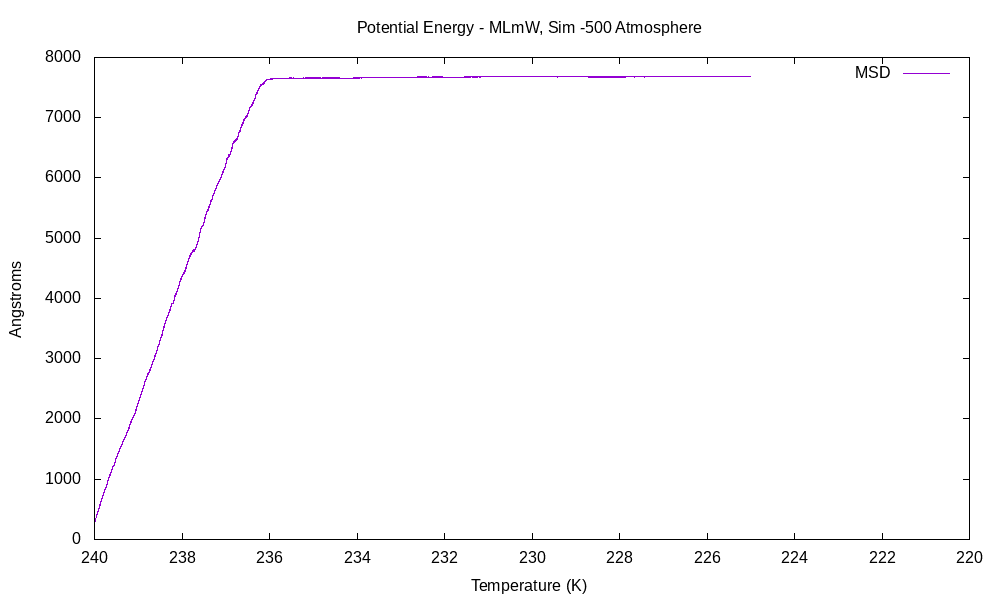 Potential Energy - MLmW, Sim -500 Atmosphere
MSD
8000
7000
6000
5000
4000
3000
2000
1000
0
Angstroms
240 238 236 234 232 230 228 226 224 222 220
Temperature (K)